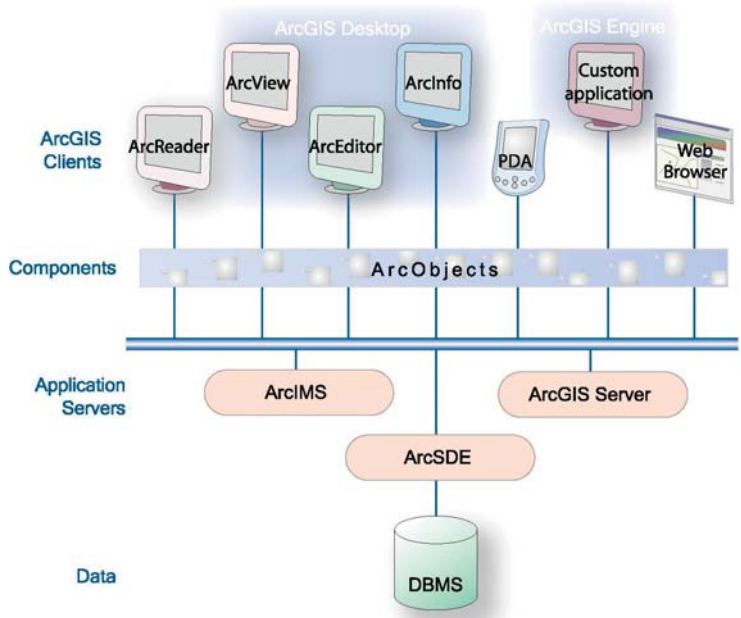 ArcGIS Desktop
ArcGIS Engine
ArcView
ArcInfo
Custom
application
ArcGIS
Clients
ArcReader
ArcEditor
PDA
Web
Browser
Components
ArcObjects
Application
Servers
ArcIMS
ArcGIS Server
ArcSDE
Data
DBMS